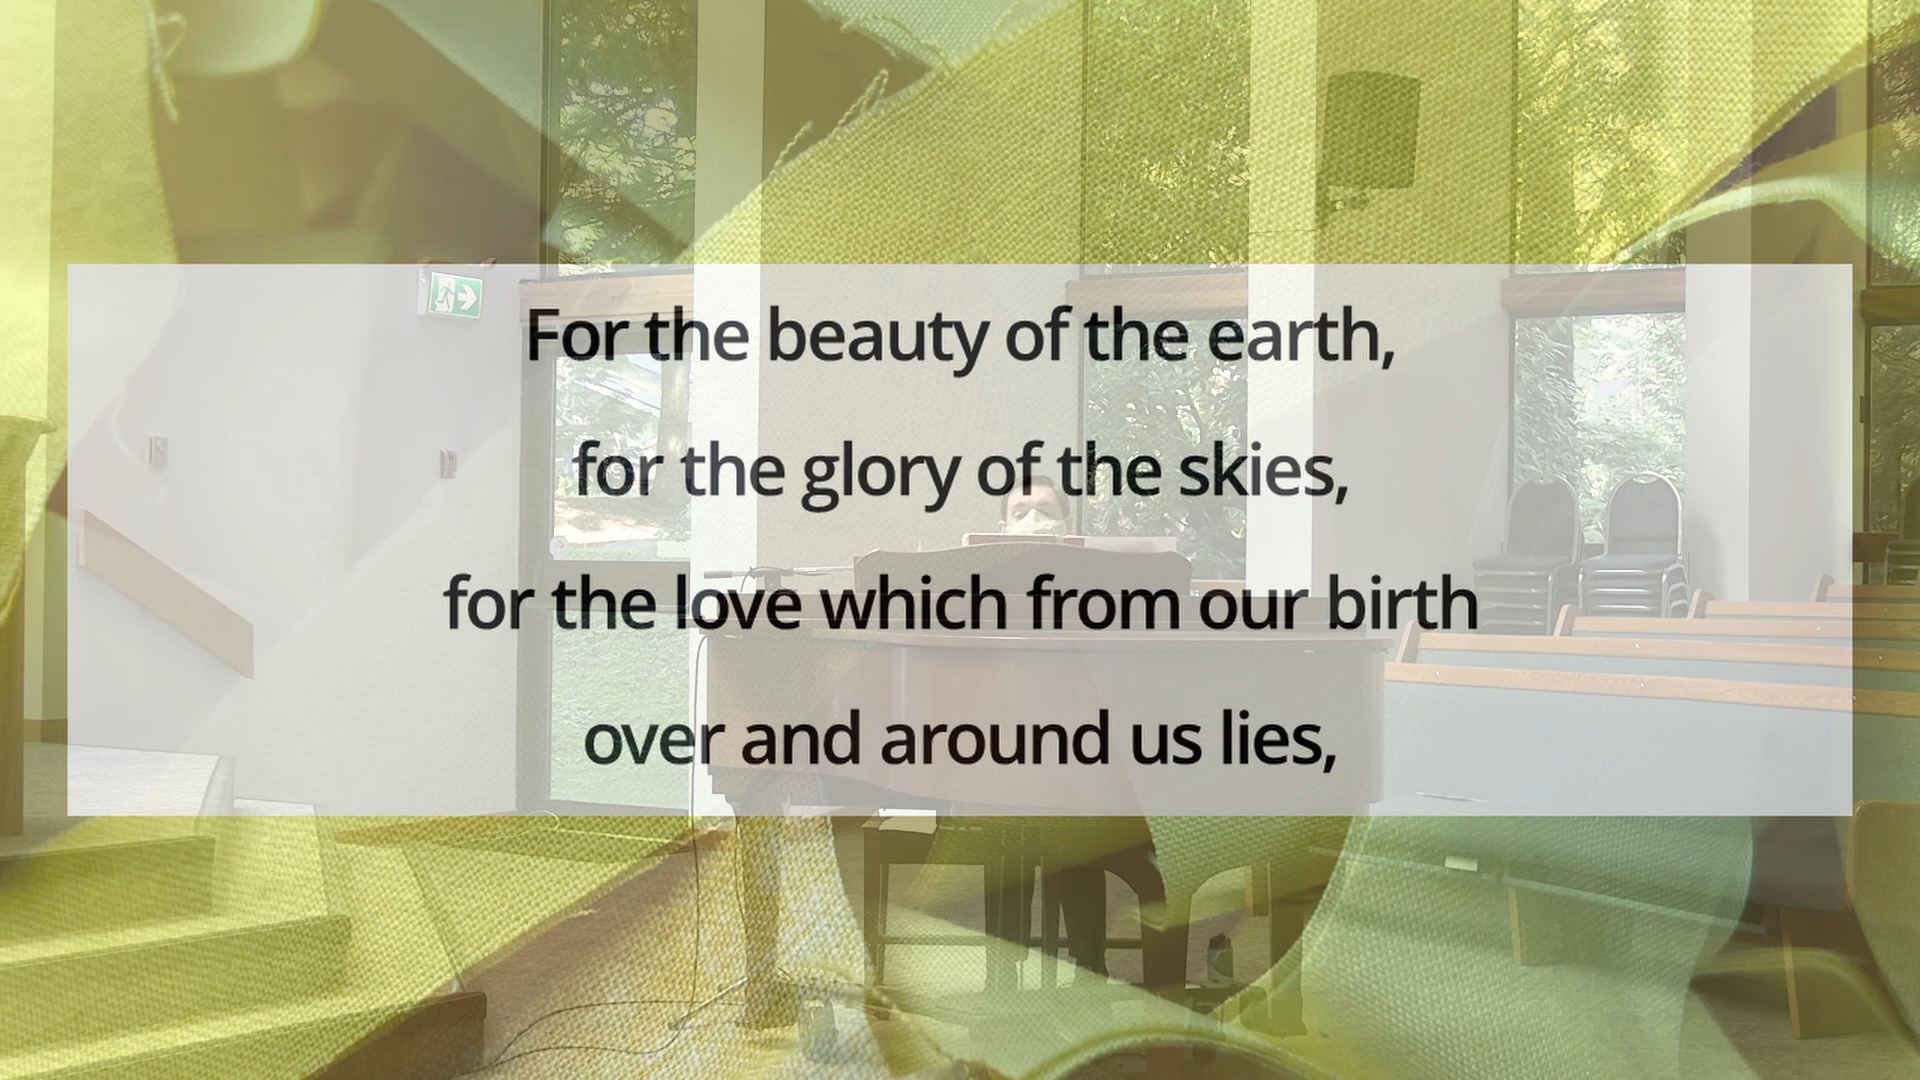 For the beauty of the earth,
for the glory of the skies,
for the love which from our birth
over and around us lies,